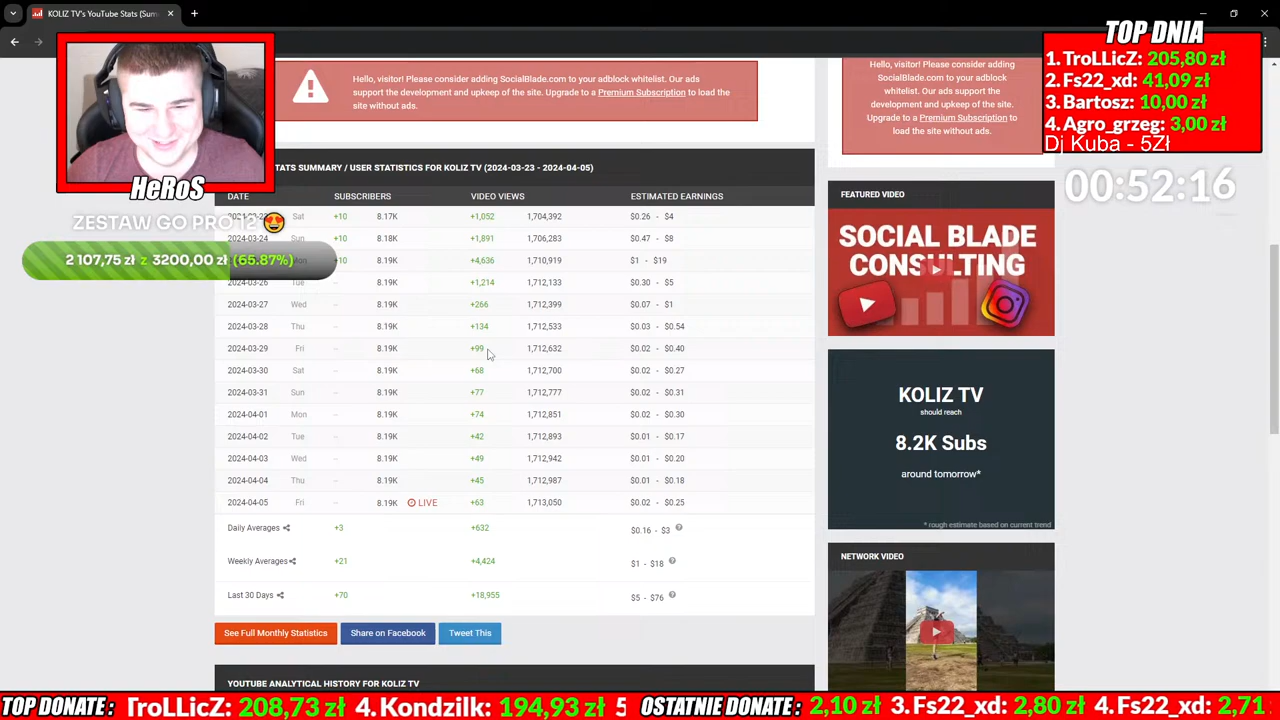 KOLIZ TV's YouTube Stats (Sum
TOP DNIA
1. TroLLicZ: 205,80 zł
2. Fs22_xd: 41,09 zł
3. Bartosz: 10,00 zł
4. Agro_grzeg: 3,00 zł
Dj Kuba - 5Zł
00:52:16
HeRoS
ZESTAW GO PRO 12 😍
2 107,75 zł z 3200,00 zł (65.87%)
Hello, visitor! Please consider adding SocialBlade.com to your adblock whitelist. Our ads
support the development and upkeep of the site. Upgrade to a Premium Subscription to load
the site without ads.
Hello, visitor! Please consider adding
SocialBlade.com to your adblock
whitelist. Our ads support the
development and upkeep of the site.
Upgrade to a Premium Subscription to
load the site without ads.
TATS SUMMARY / USER STATISTICS FOR KOLIZ TV (2024-03-23 - 2024-04-05)
DATE SUBSCRIBERS VIDEO VIEWS ESTIMATED EARNINGS
2024-03-23 Sat +10 8.17K +1,052 1,704,392 $0.26 - $4
2024-03-24 Sun +10 8.18K +1,891 1,706,283 $0.47 - $8
Mon +10 8.19K +4,636 1,710,919 $1 - $19
2024-03-26 Tue -- 8.19K +1,214 1,712,133 $0.30 - $5
2024-03-27 Wed -- 8.19K +266 1,712,399 $0.07 - $1
2024-03-28 Thu -- 8.19K +134 1,712,533 $0.03 - $0.54
2024-03-29 Fri -- 8.19K +99 1,712,632 $0.02 - $0.40
2024-03-30 Sat -- 8.19K +68 1,712,700 $0.02 - $0.27
2024-03-31 Sun -- 8.19K +77 1,712,777 $0.02 - $0.31
2024-04-01 Mon -- 8.19K +74 1,712,851 $0.02 - $0.30
2024-04-02 Tue -- 8.19K +42 1,712,893 $0.01 - $0.17
2024-04-03 Wed -- 8.19K +49 1,712,942 $0.01 - $0.20
2024-04-04 Thu -- 8.19K +45 1,712,987 $0.01 - $0.18
2024-04-05 Fri -- 8.19K LIVE +63 1,713,050 $0.02 - $0.25
Daily Averages +3 +632 $0.16 - $3
Weekly Averages +21 +4,424 $1 - $18
Last 30 Days +70 +18,955 $5 - $76
See Full Monthly Statistics
Share on Facebook
Tweet This
YOUTUBE ANALYTICAL HISTORY FOR KOLIZ TV
FEATURED VIDEO
SOCIAL BLADE
CONSULTING
KOLIZ TV
should reach
8.2K Subs
around tomorrow*
* rough estimate based on current trend
NETWORK VIDEO
TOP DONATE : TroLLicZ: 208,73 zł 4. Kondzilk: 194,93 zł 5
OSTATNIE DONATE : 2,10 zł 3. Fs22_xd: 2,80 zł 4. Fs22_xd: 2,71